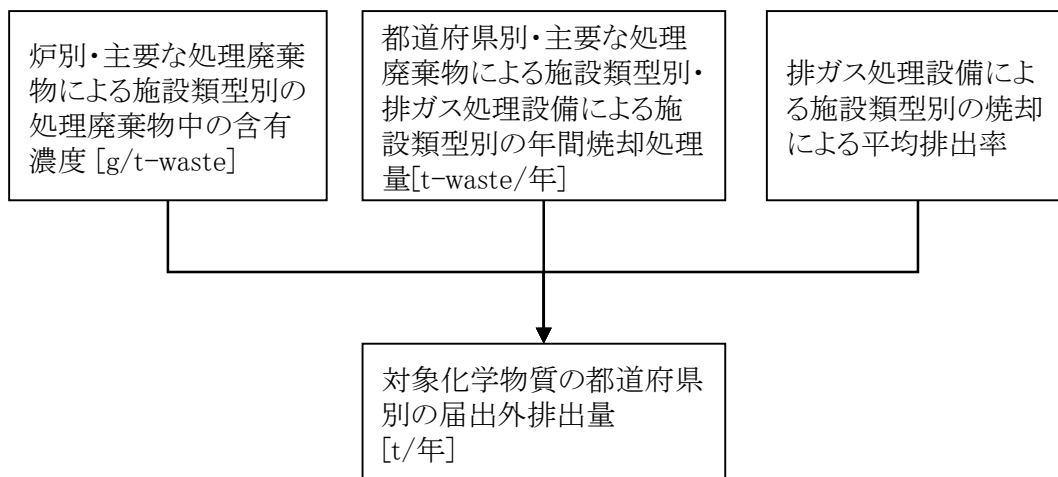 炉別・主要な処理廃棄
物による施設類型別の
処理廃棄物中の含有
濃度 [g/t-waste]
都道府県別・主要な処理
廃棄物による施設類型別・
排ガス処理設備による施
設類型別の年間焼却処理
量[t-waste/年]
排ガス処理設備によ
る施設類型別の焼却
による平均排出率
対象化学物質の都道府県
別の届出外排出量
[t/年]